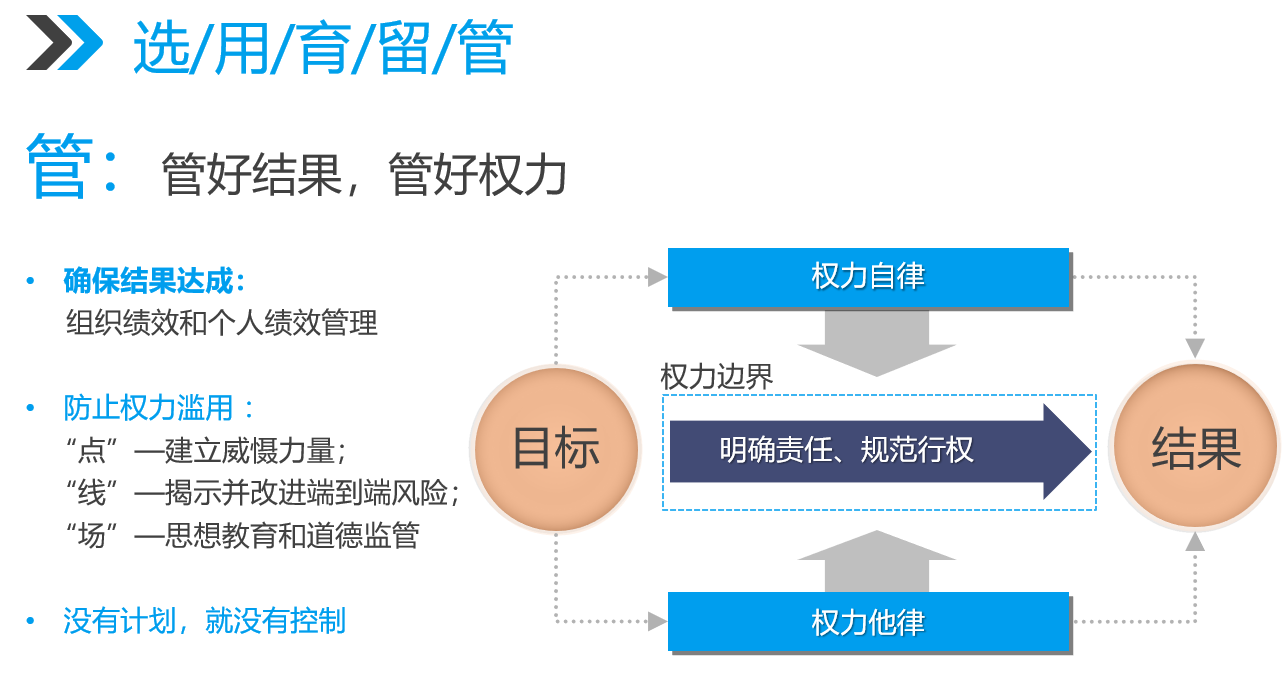 选/用/育/留/管
管：管好结果，管好权力
• 确保结果达成：
组织绩效和个人绩效管理
• 防止权力滥用：
“点”—建立威慑力量；
“线”—揭示并改进端到端风险；
“场”—思想教育和道德监管
• 没有计划，就没有控制
权力自律
权力边界
目标
明确责任、规范行权
结果
权力他律